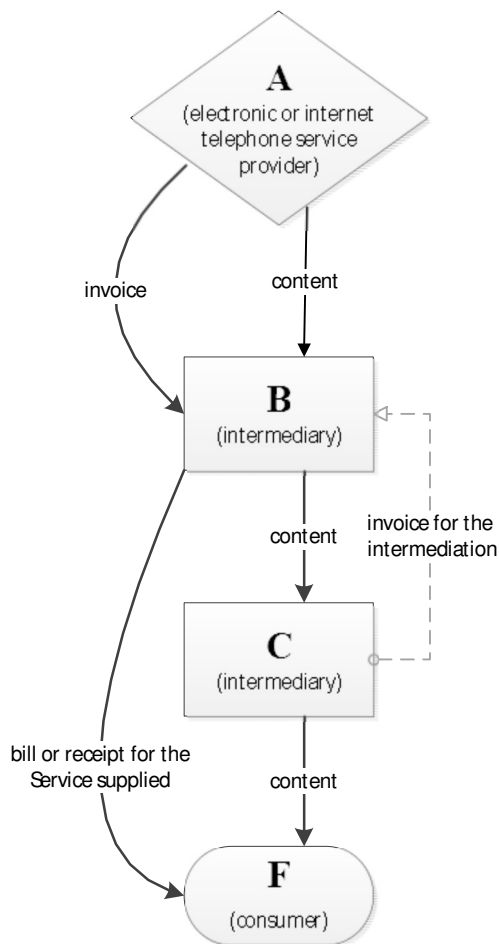 A
(electronic or internet
telephone service
provider)
invoice
content
B
(intermediary)
content
invoice for the
intermediation
C
(intermediary)
bill or receipt for the
Service supplied
content
F
(consumer)